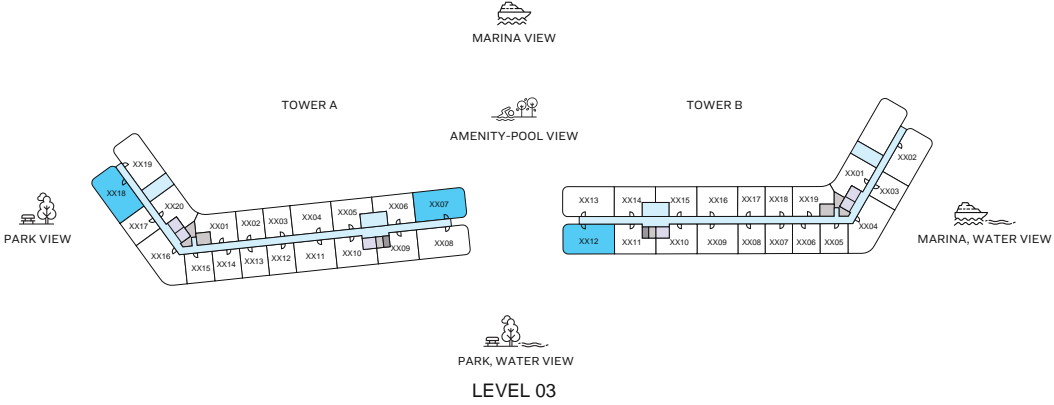 MARINA VIEW
TOWER A
TOWER B
AMENITY-POOL VIEW
XX19
XX18
XX20
XX17
XX16
XX15
XX01
XX02
XX03
XX04
XX05
XX06
XX07
XX14
XX13
XX12
XX11
XX10
XX09
XX08
XX13
XX14
XX15
XX16
XX17
XX18
XX19
XX01
XX02
XX03
XX04
XX12
XX11
XX10
XX09
XX08
XX07
XX06
XX05
PARK VIEW
MARINA, WATER VIEW
PARK, WATER VIEW
LEVEL 03